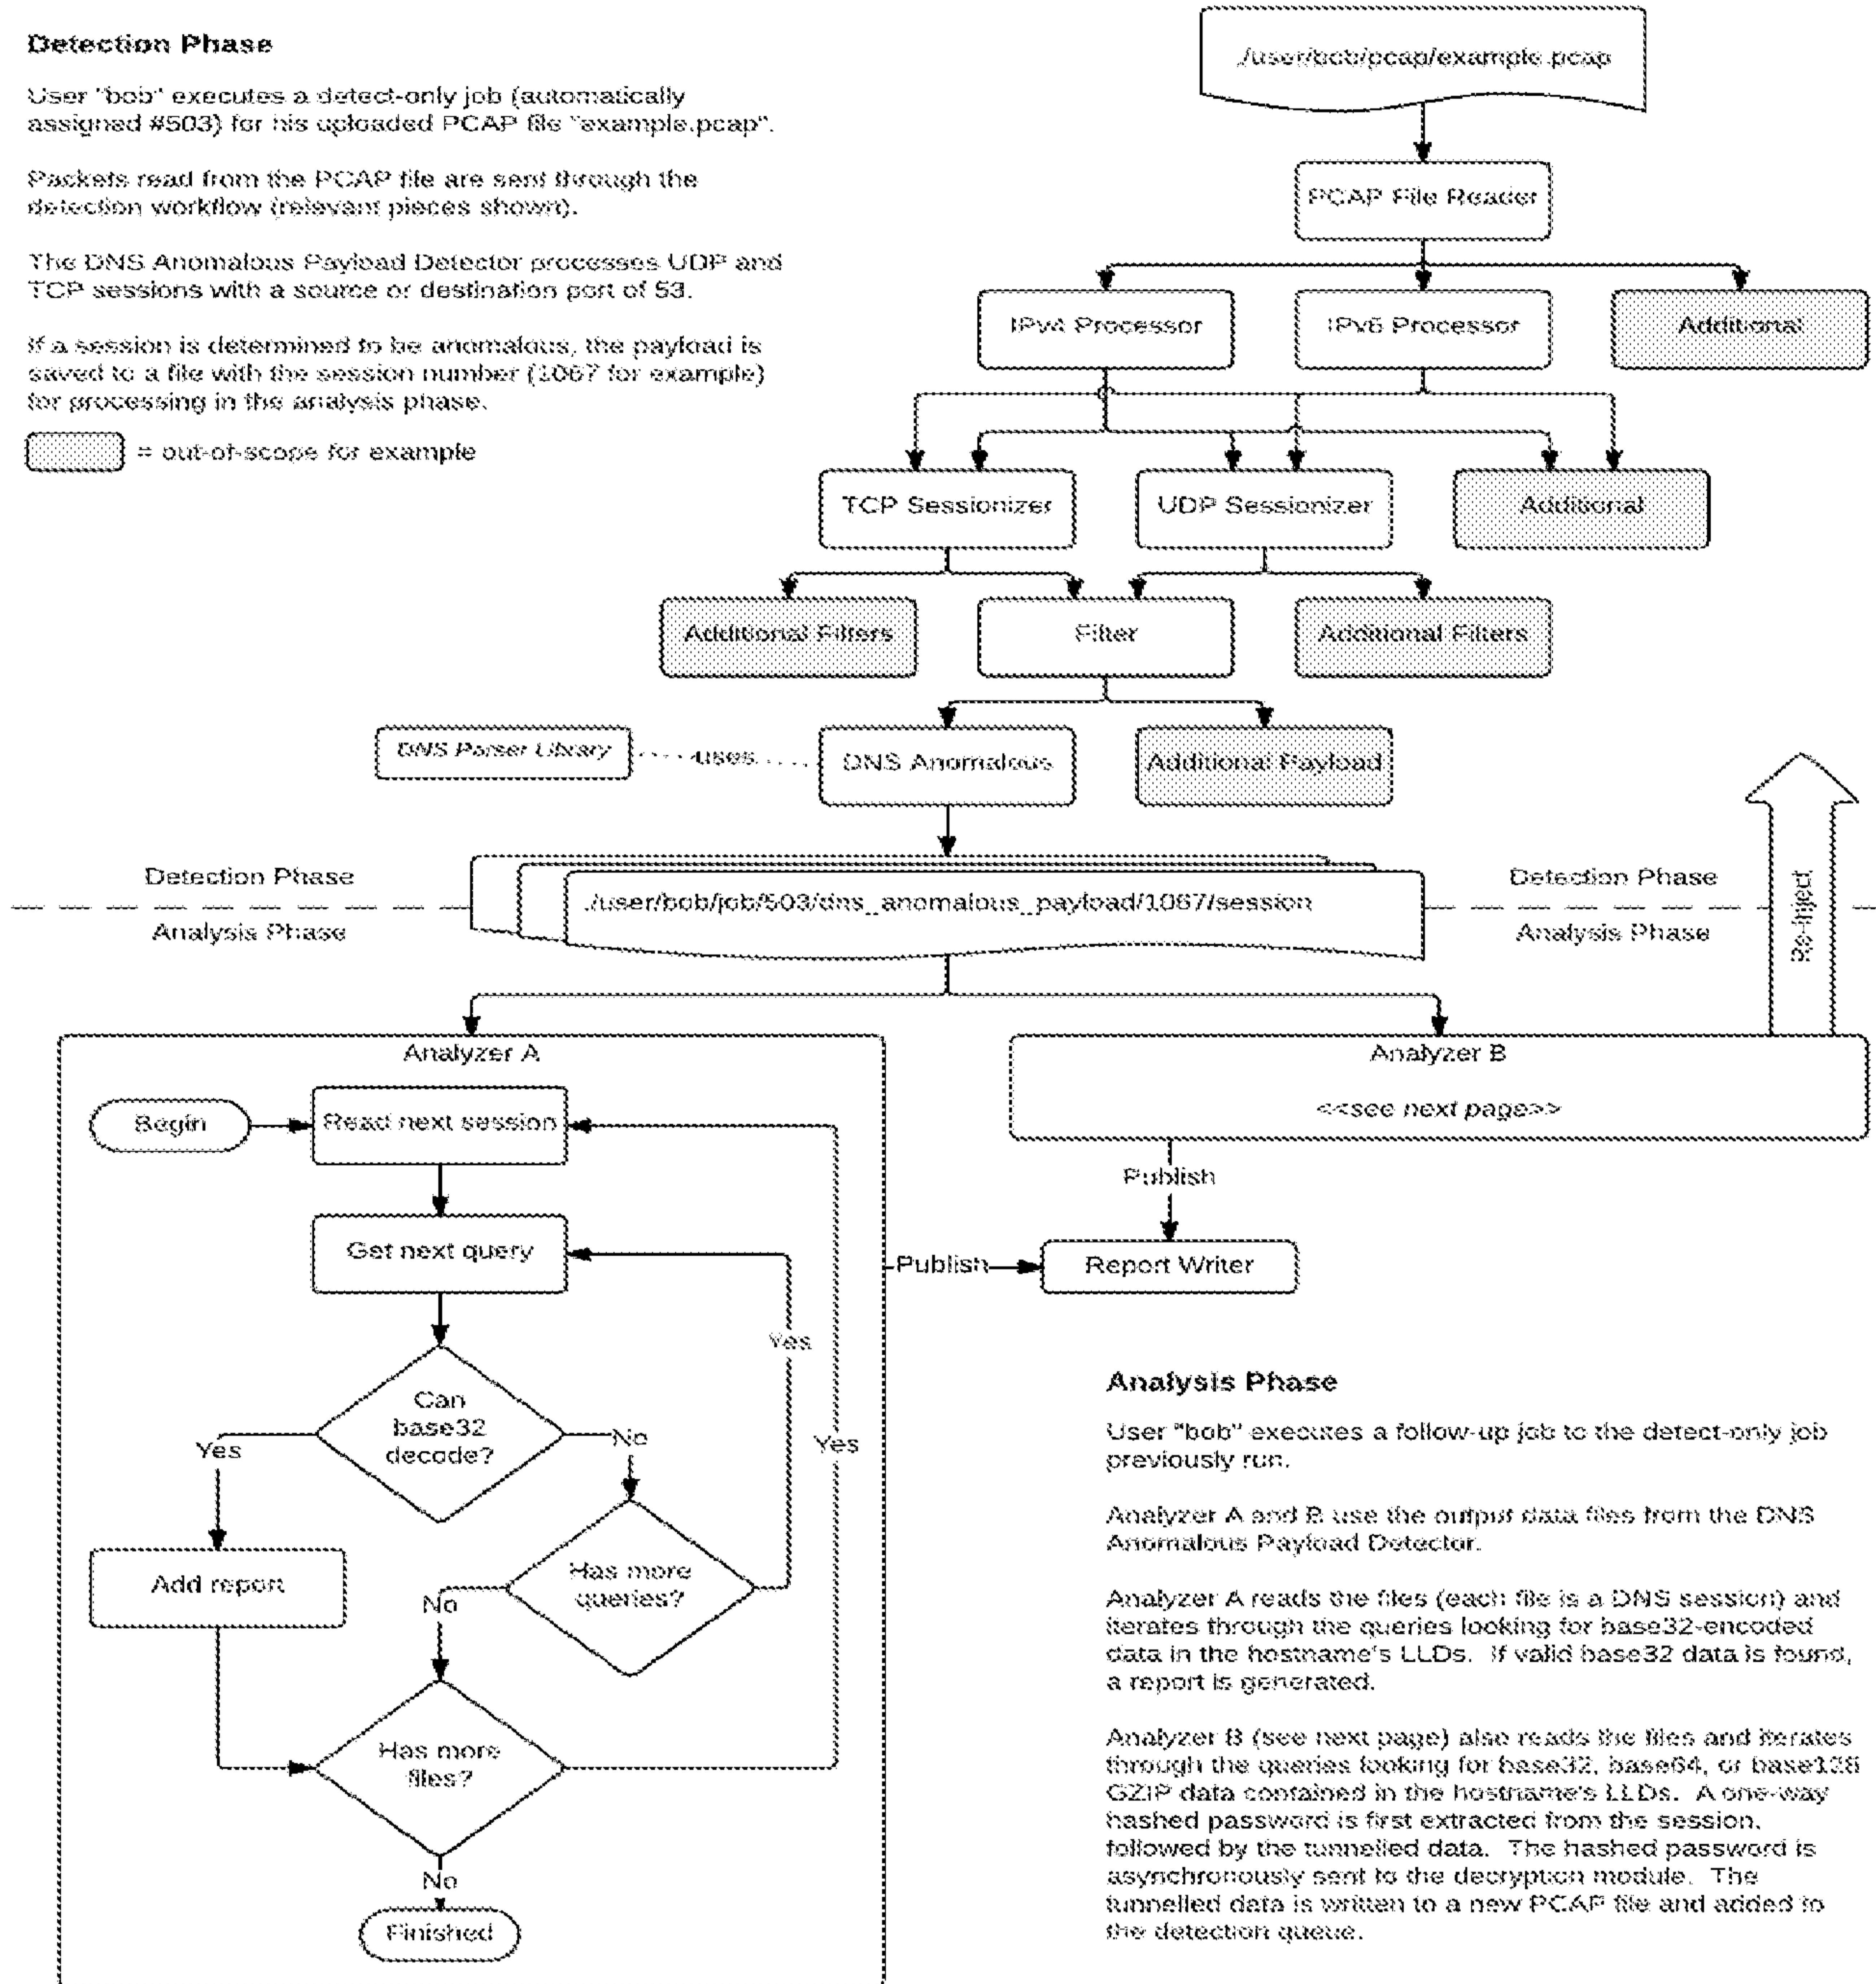 Detection Phase
User "bob" executes a detect-only job (automatically
assigned #503) for his uploaded PCAP file "example.pcap".
Packets read from the PCAP file are sent through the
detection workflow (relevant pieces shown).
The DNS Anomalous Payload Detector processes UDP and
TCP sessions with a source or destination port of 53.
If a session is determined to be anomalous, the payload is
saved to a file with the session number (1067 for example)
for processing in the analysis phase.
= out-of-scope for example
./user/bob/pcap/example.pcap
PCAP File Reader
IPv4 Processor
IPv6 Processor
Additional
TCP Sessionizer
UDP Sessionizer
Additional
Additional Filters
Filter
Additional Filters
DNS Parser Library
uses
DNS Anomalous
Additional Payload
Detection Phase
Analysis Phase
./user/bob/job/503/dns_anomalous_payload/1067/session
Detection Phase
Analysis Phase
Re-Inject
Analyzer A
Begin
Read next session
Get next query
Can
base32
decode?
Yes
No
Add report
Has more
queries?
Yes
No
Has more
files?
Yes
No
Finished
Analyzer B
<<see next page>>
Publish
Publish
Report Writer
Analysis Phase
User "bob" executes a follow-up job to the detect-only job
previously run.
Analyzer A and B use the output data files from the DNS
Anomalous Payload Detector.
Analyzer A reads the files (each file is a DNS session) and
iterates through the queries looking for base32-encoded
data in the hostname's LLDs. If valid base32 data is found,
a report is generated.
Analyzer B (see next page) also reads the files and iterates
through the queries looking for base32, base64, or base128
GZIP data contained in the hostname's LLDs. A one-way
hashed password is first extracted from the session,
followed by the tunnelled data. The hashed password is
asynchronously sent to the decryption module. The
tunnelled data is written to a new PCAP file and added to
the detection queue.